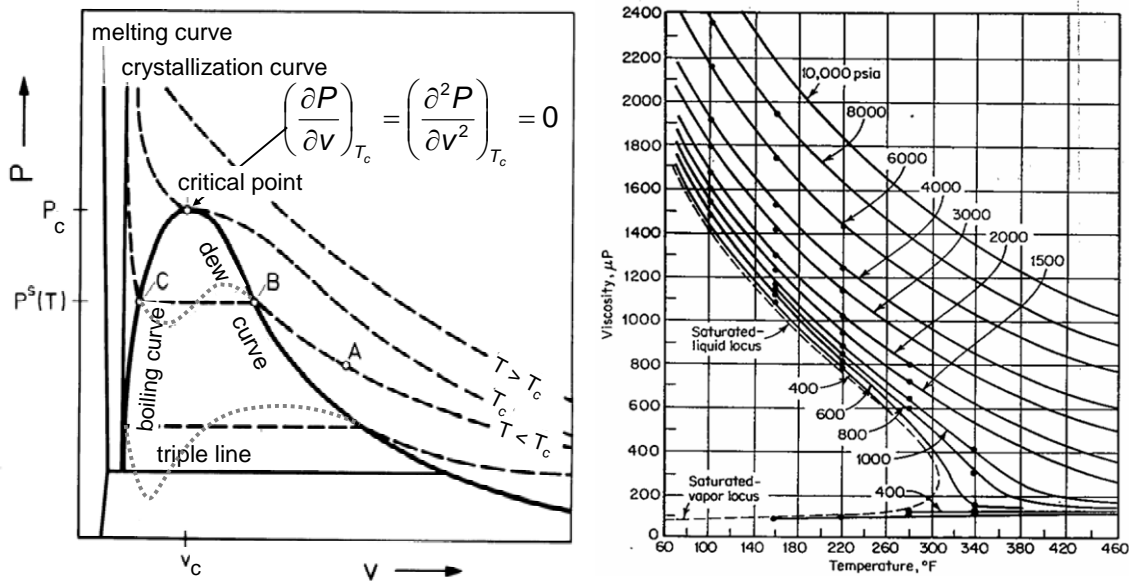 melting curve
crystallization curve
(∂P/∂v)_{T_c} = (∂²P/∂v²)_{T_c} = 0
critical point
P
P_c
P^s(T)
C
B
A
dew
curve
boiling curve
T > T_c
T_c
T < T_c
triple line
v_c
v
2400
2200
2000
1800
1600
1400
1200
1000
800
600
400
200
0
Viscosity, μP
10,000 psia
8000
6000
4000
3000
2000
1500
Saturated-
liquid locus
400
600
800
1000
400
Saturated-
vapor locus
60
100
140
180
220
260
300
340
380
420
460
Temperature, °F